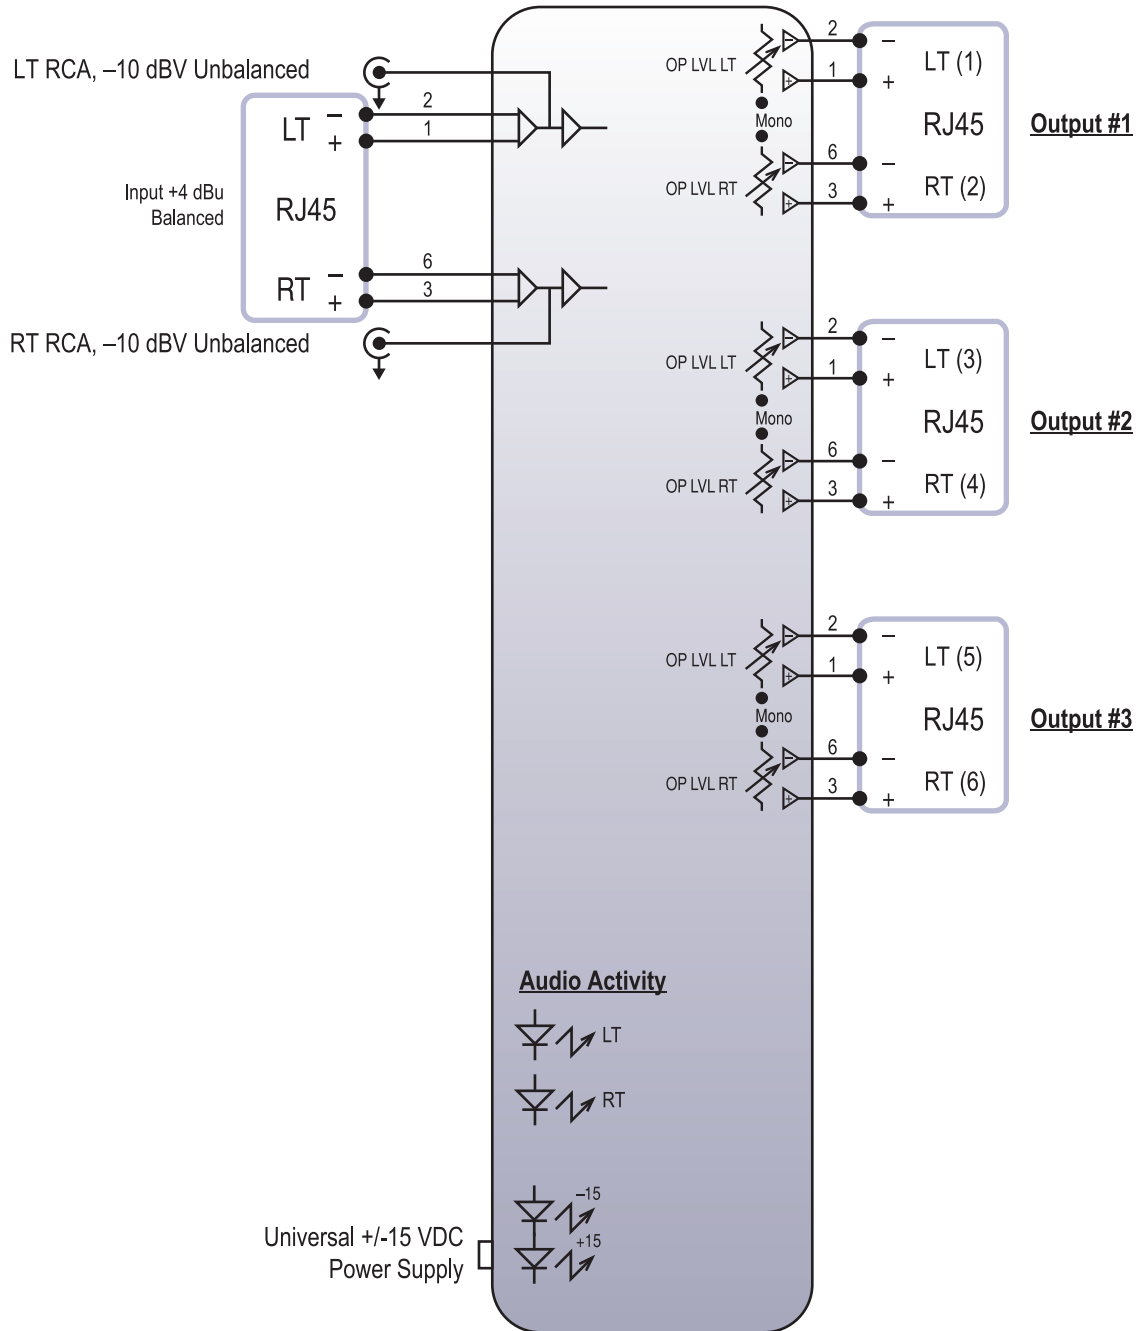 LT RCA, –10 dBV Unbalanced
2
LT –
1
+
Input +4 dBu
Balanced
RJ45
6
RT –
3
+
RT RCA, –10 dBV Unbalanced
OP LVL LT
– 2 –
LT (1)
+ 1 +
Mono
RJ45
Output #1
– 6 –
OP LVL RT
RT (2)
+ 3 +
– 2 –
OP LVL LT
LT (3)
+ 1 +
Mono
RJ45
Output #2
– 6 –
OP LVL RT
RT (4)
+ 3 +
– 2 –
OP LVL LT
LT (5)
+ 1 +
Mono
RJ45
Output #3
– 6 –
OP LVL RT
RT (6)
+ 3 +
Audio Activity
LT
RT
–15
+15
Universal +/-15 VDC
Power Supply